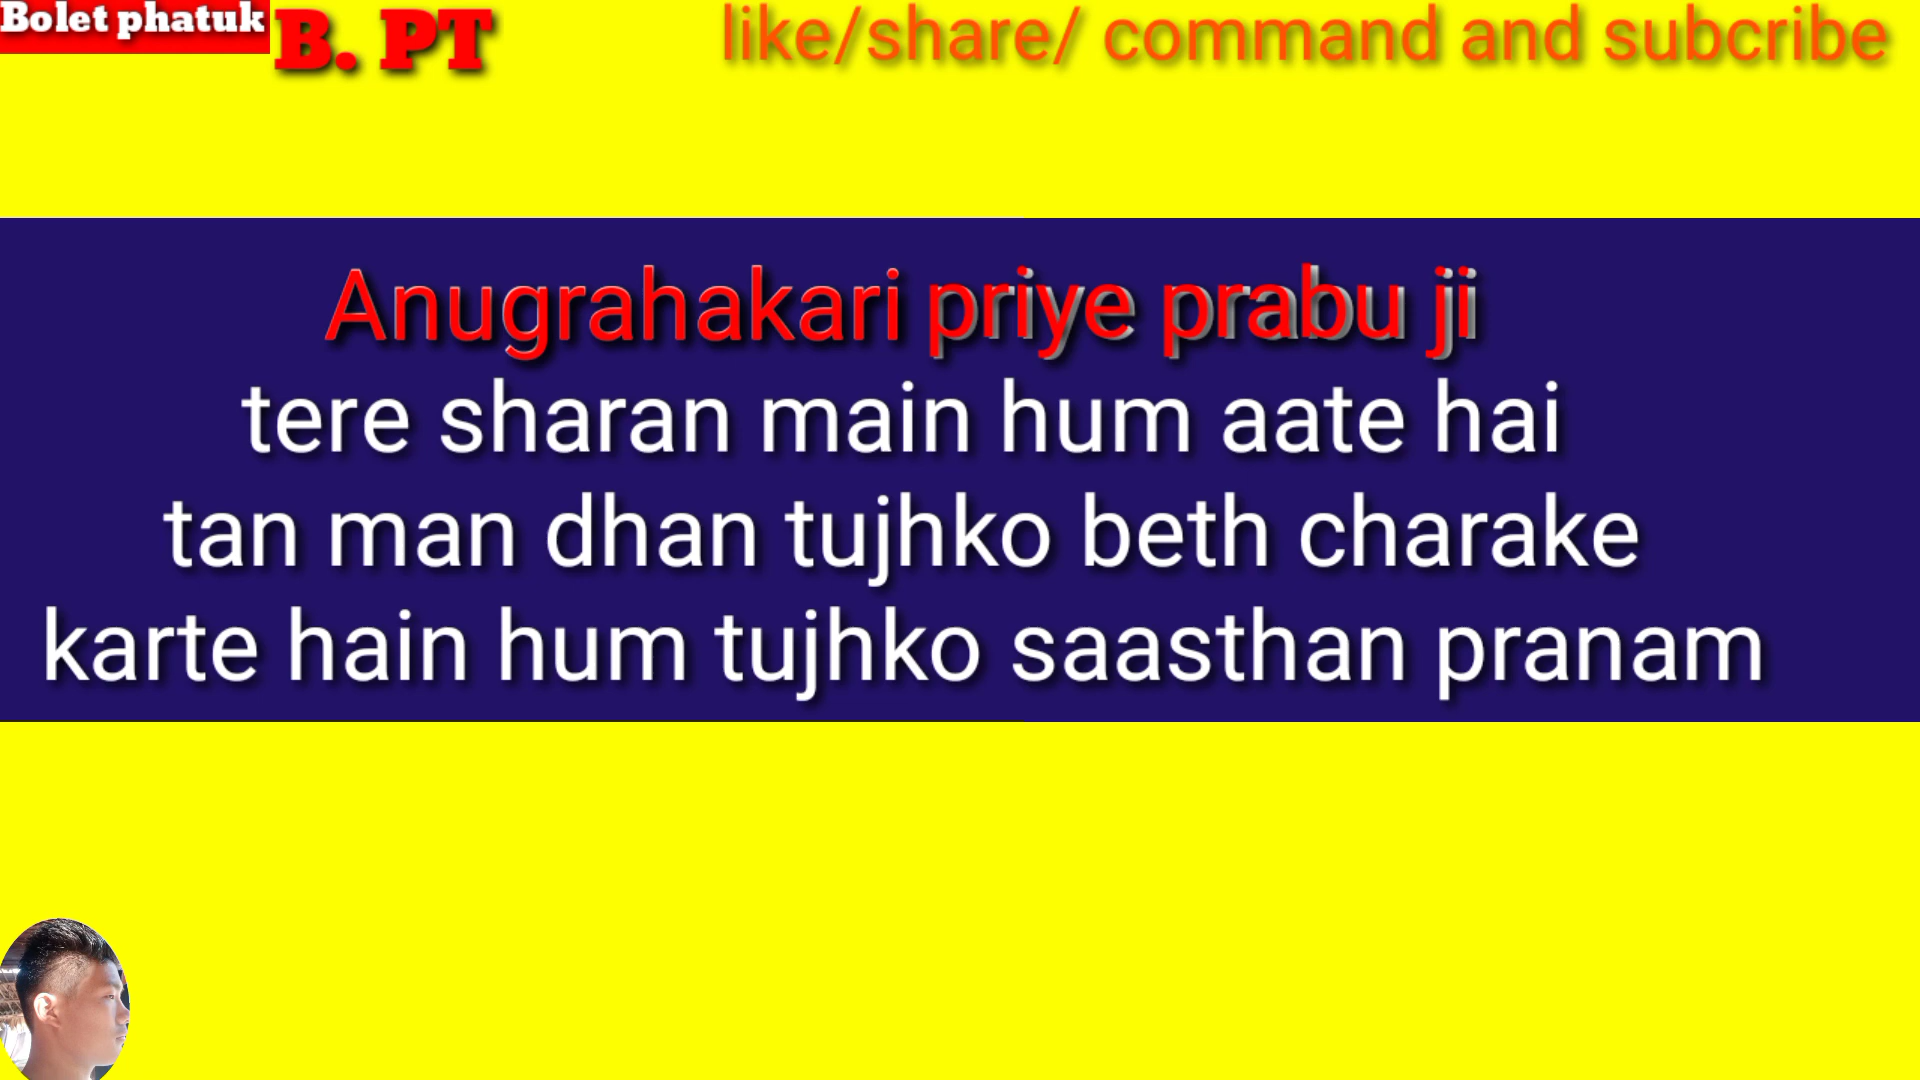 Bolet phatuk
B. PT
like/share/ command and subcribe
Anugrahakari priye prabu ji
tere sharan main hum aate hai
tan man dhan tujhko beth charake
karte hain hum tujhko saasthan pranam